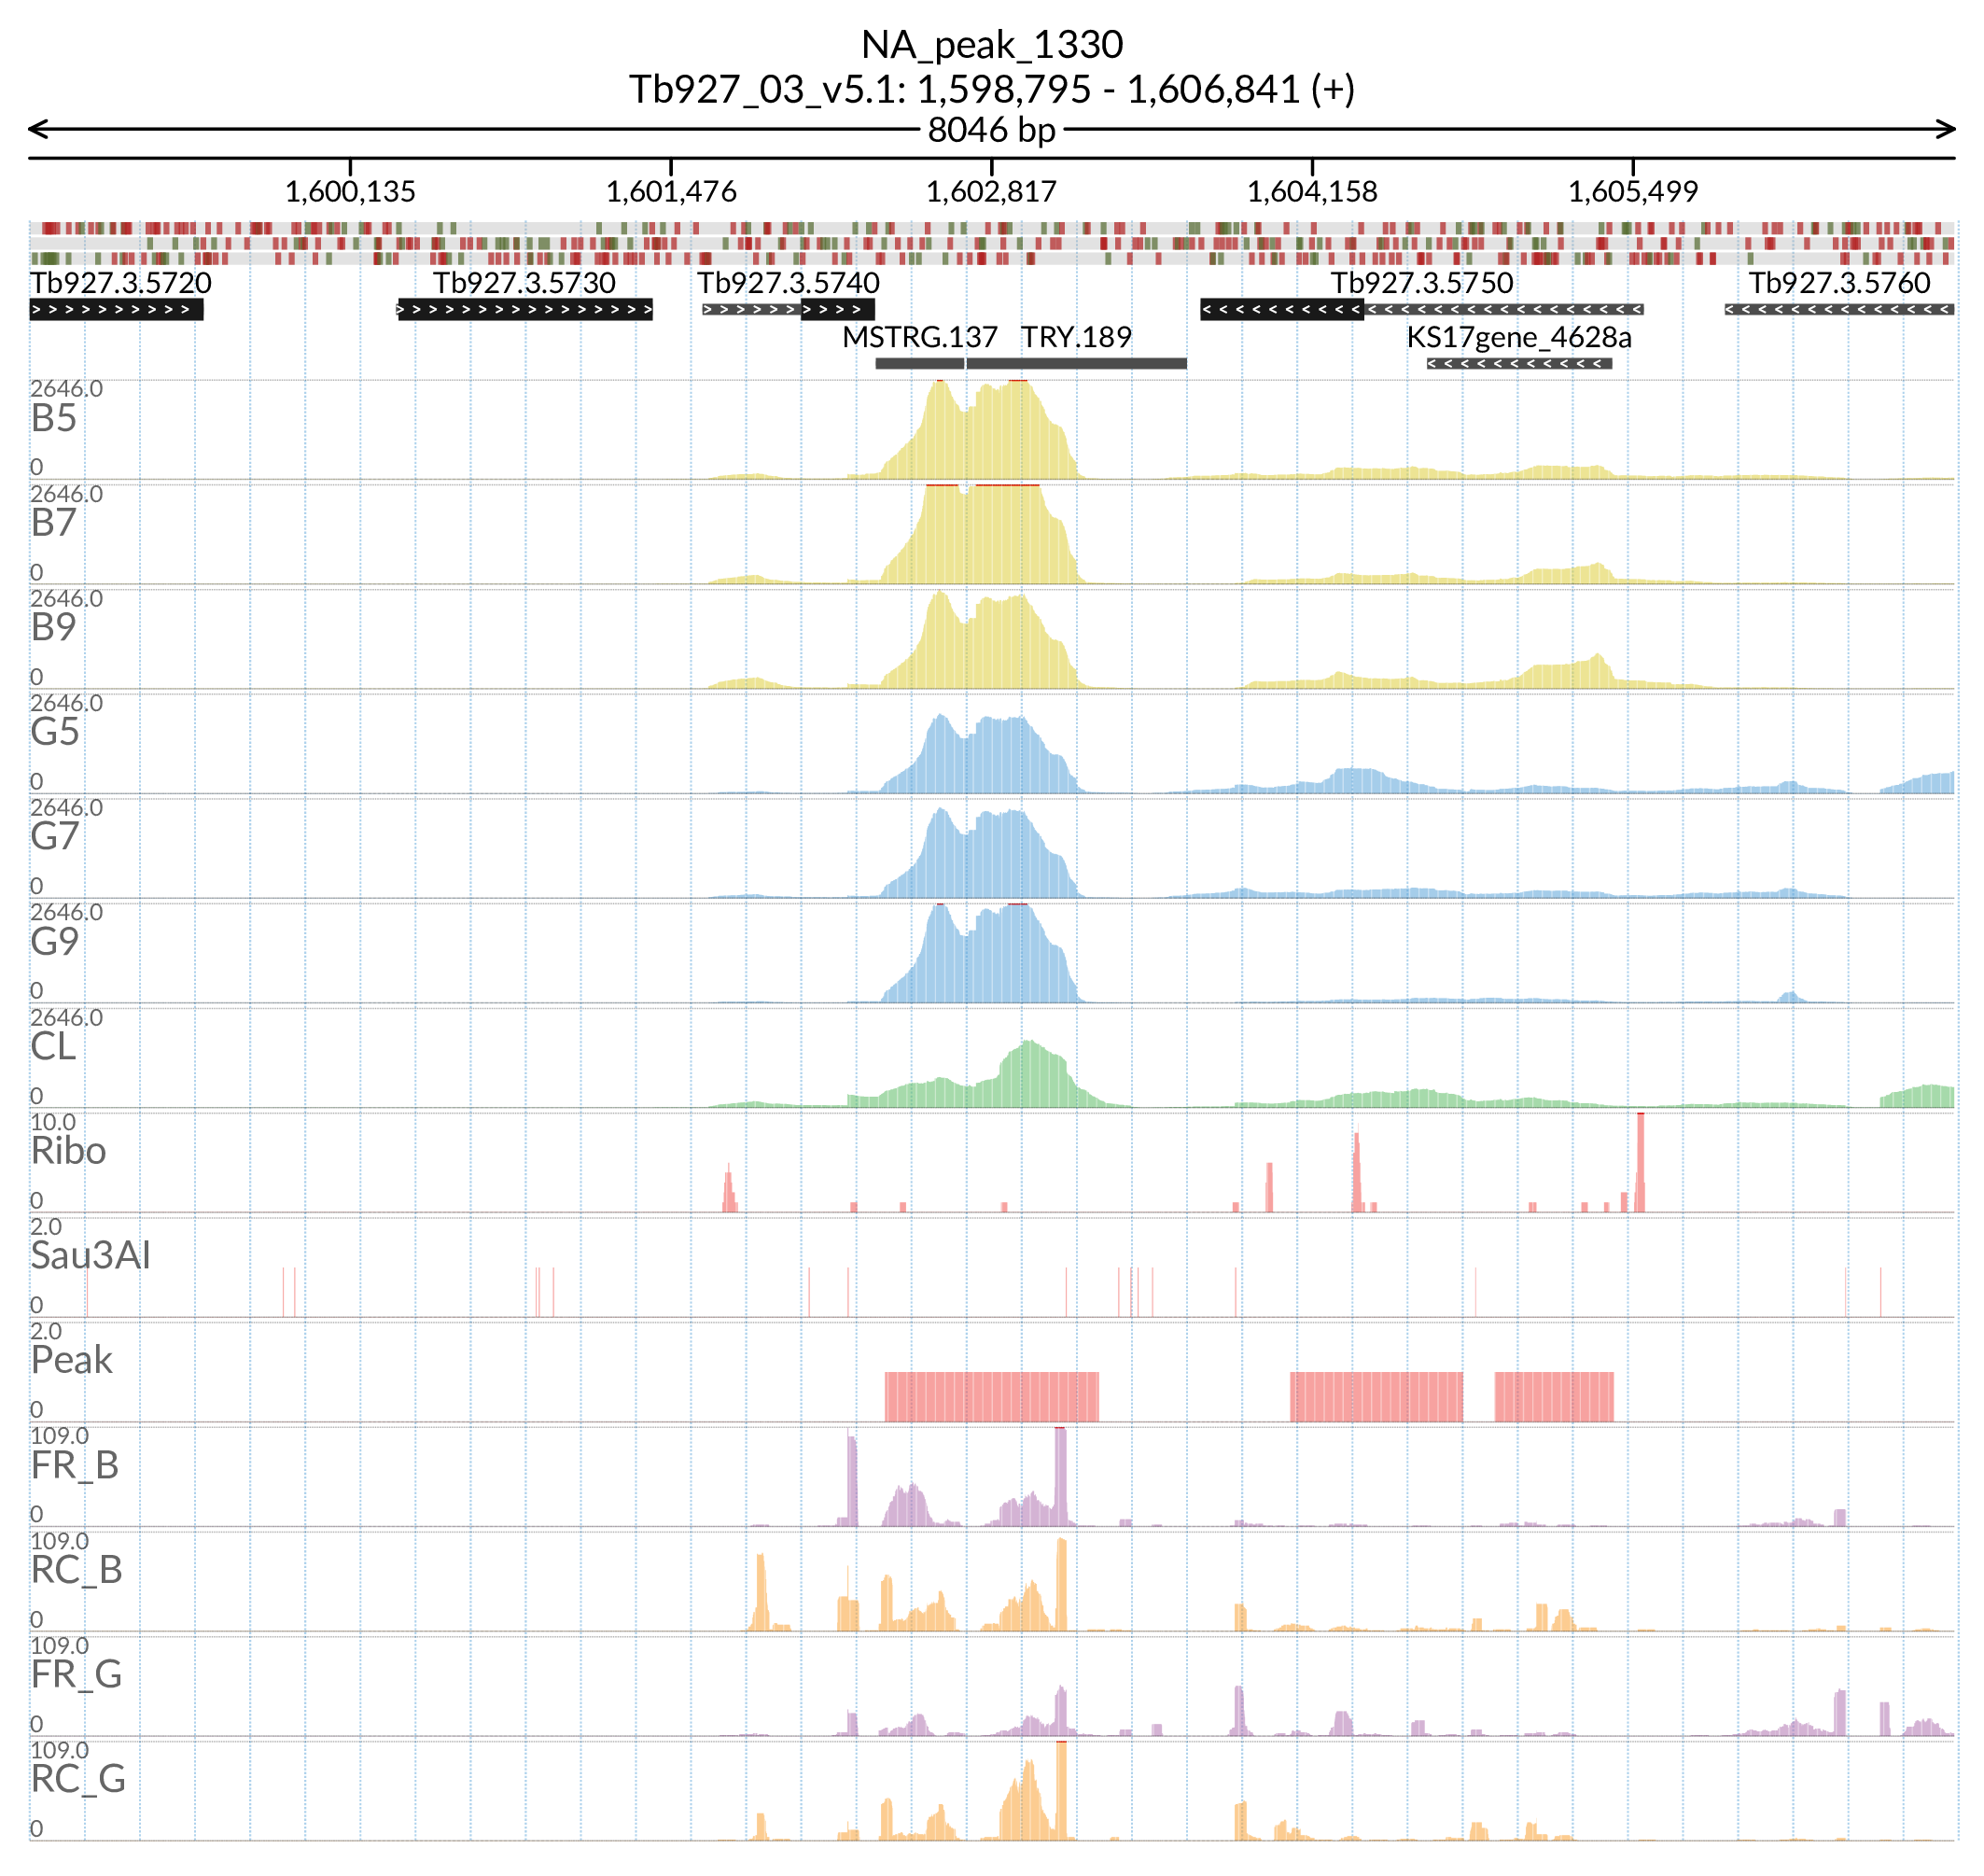 NA_peak_1330
Tb927_03_v5.1: 1,598,795 - 1,606,841 (+)
8046 bp
1,600,135 1,601,476 1,602,817 1,604,158 1,605,499
Tb927.3.5720 Tb927.3.5730 Tb927.3.5740 Tb927.3.5750 Tb927.3.5760
MSTRG.137 TRY.189 KS17gene_4628a
2646.0
B5
0
2646.0
B7
0
2646.0
B9
0
2646.0
G5
0
2646.0
G7
0
2646.0
G9
0
2646.0
CL
0
10.0
Ribo
0
2.0
Sau3AI
0
2.0
Peak
0
109.0
FR_B
0
109.0
RC_B
0
109.0
FR_G
0
109.0
RC_G
0